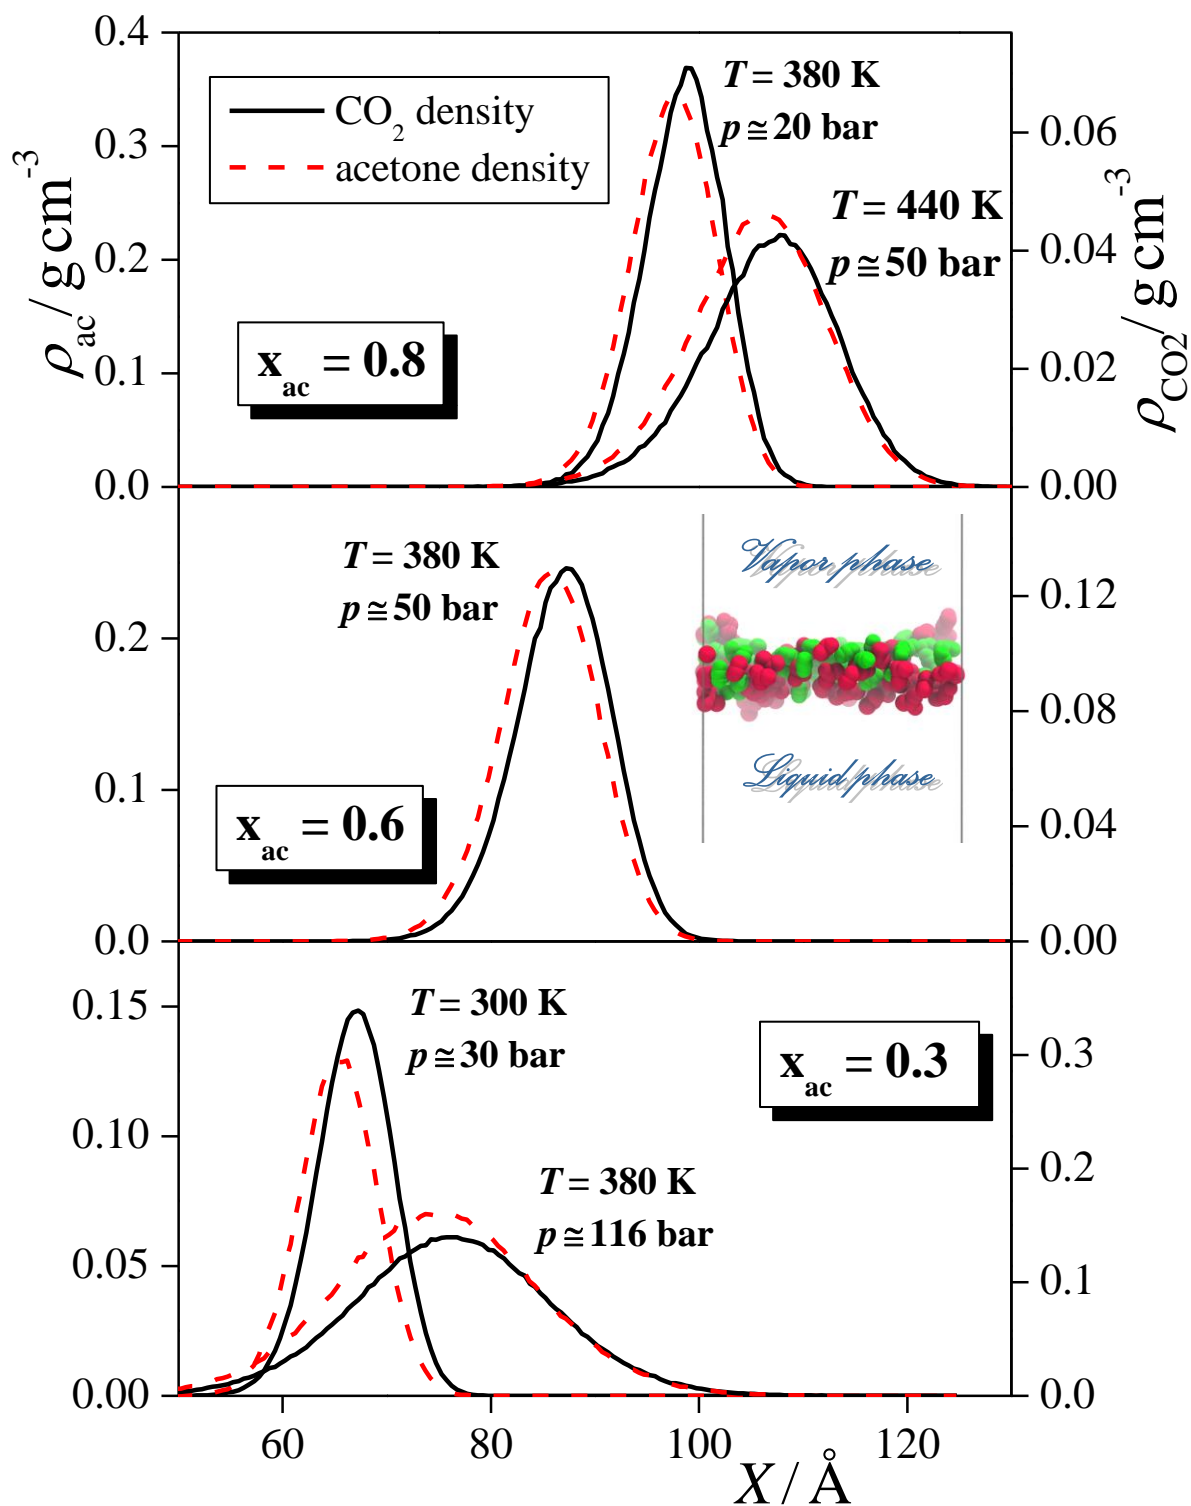 0.4
0.3
0.2
0.1
0.0
ρac / g cm-3
CO2 density
acetone density
T = 380 K
p ≅ 20 bar
T = 440 K
p ≅ 50 bar
xac = 0.8
0.06
0.04
0.02
0.00
ρCO2 / g cm-3
0.2
0.1
0.0
T = 380 K
p ≅ 50 bar
xac = 0.6
Vapor phase
Liquid phase
0.12
0.08
0.04
0.00
0.15
0.10
0.05
0.00
T = 300 K
p ≅ 30 bar
xac = 0.3
T = 380 K
p ≅ 116 bar
0.3
0.2
0.1
0.0
60 80 100 120
X / Å